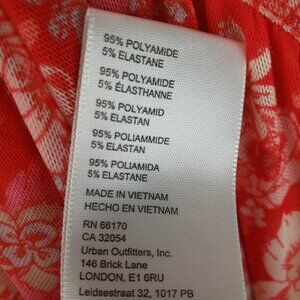 95% POLYAMIDE
5% ELASTANE
95% POLYAMIDE
5% ÉLASTHANNE
95% POLYAMID
5% ELASTAN
95% POLIAMMIDE
5% ELASTAN
95% POLIAMIDA
5% ELASTANE
MADE IN VIETNAM
HECHO EN VIETNAM
RN 66170
CA 32054
Urban Outfitters, Inc.
146 Brick Lane
LONDON, E1 6RU
Leidsestraat 32, 1017 PB